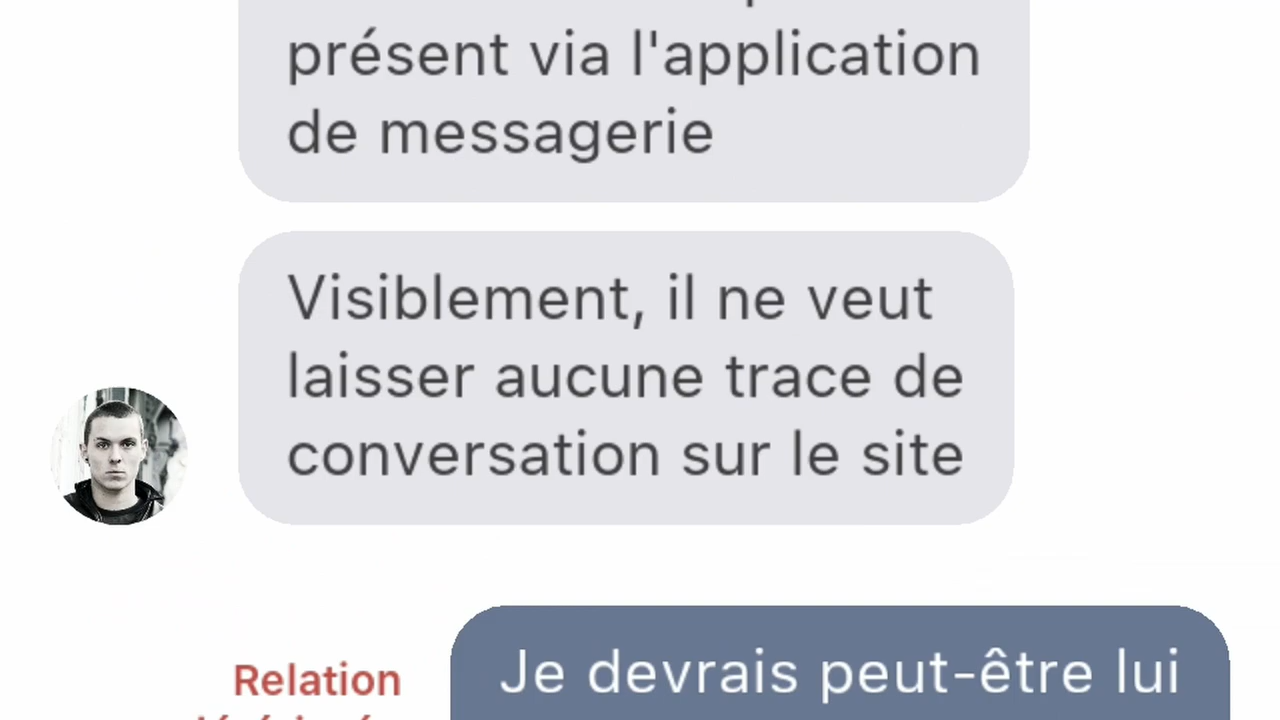 présent via l'application
de messagerie
Visiblement, il ne veut
laisser aucune trace de
conversation sur le site
Je devrais peut-être lui
Relation